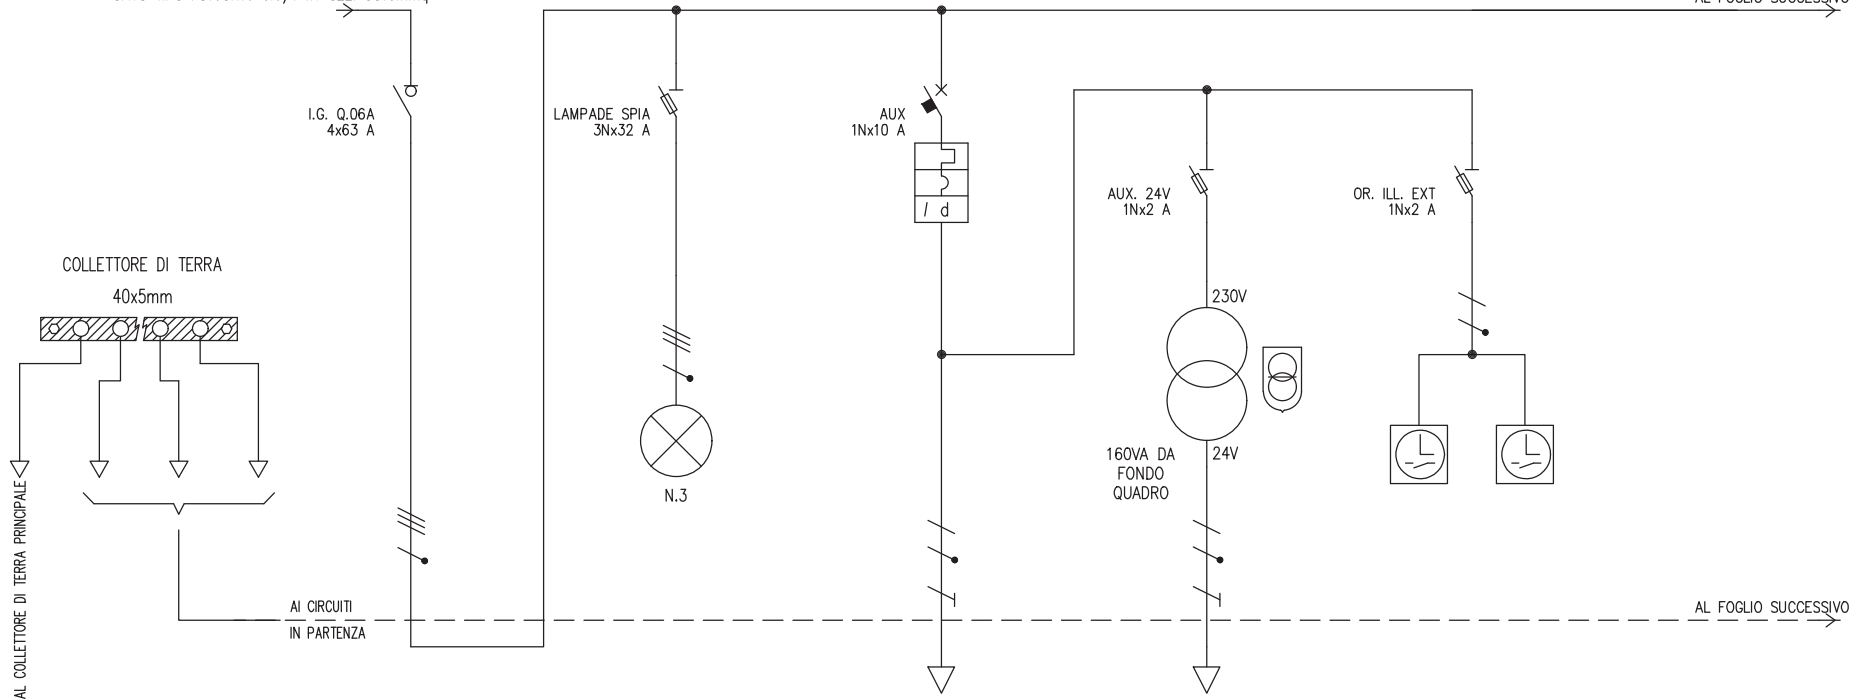 AL FOGLIO SUCCESSIVO
I.G. Q.06A
4x63 A
LAMPADE SPIA
3Nx32 A
AUX
1Nx10 A
I d
AUX. 24V
1Nx2 A
OR. ILL. EXT
1Nx2 A
COLLETTORE DI TERRA
40x5mm
230V
160VA DA
FONDO
QUADRO
24V
N.3
AL COLLETTORE DI TERRA PRINCIPALE
AI CIRCUITI
IN PARTENZA
AL FOGLIO SUCCESSIVO